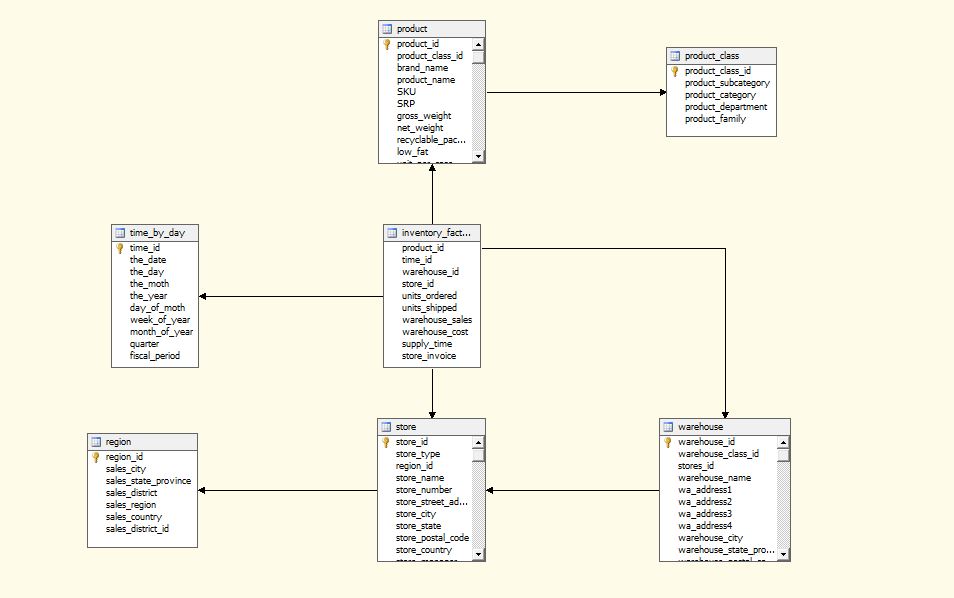 product
product_id
product_class_id
brand_name
product_name
SKU
SRP
gross_weight
net_weight
recyclable_pac...
low_fat
product_class
product_class_id
product_subcategory
product_category
product_department
product_family
time_by_day
time_id
the_date
the_day
the_moth
the_year
day_of_moth
week_of_year
month_of_year
quarter
fiscal_period
inventory_fact...
product_id
time_id
warehouse_id
store_id
units_ordered
units_shipped
warehouse_sales
warehouse_cost
supply_time
store_invoice
region
region_id
sales_city
sales_state_province
sales_district
sales_region
sales_country
sales_district_id
store
store_id
store_type
region_id
store_name
store_number
store_street_ad...
store_city
store_state
store_postal_code
store_country
warehouse
warehouse_id
warehouse_class_id
stores_id
warehouse_name
wa_address1
wa_address2
wa_address3
wa_address4
warehouse_city
warehouse_state_pro...